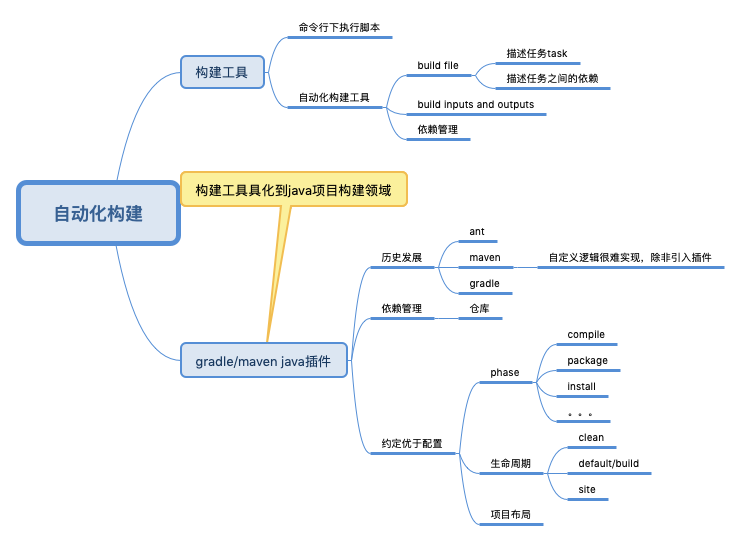 自动化构建
构建工具
命令行下执行脚本
自动化构建工具
build file
描述任务task
描述任务之间的依赖
build inputs and outputs
依赖管理
构建工具具化到java项目构建领域
gradle/maven java插件
历史发展
ant
maven
自定义逻辑很难实现，除非引入插件
gradle
依赖管理
仓库
约定优于配置
phase
compile
package
install
。。。
生命周期
clean
default/build
site
项目布局